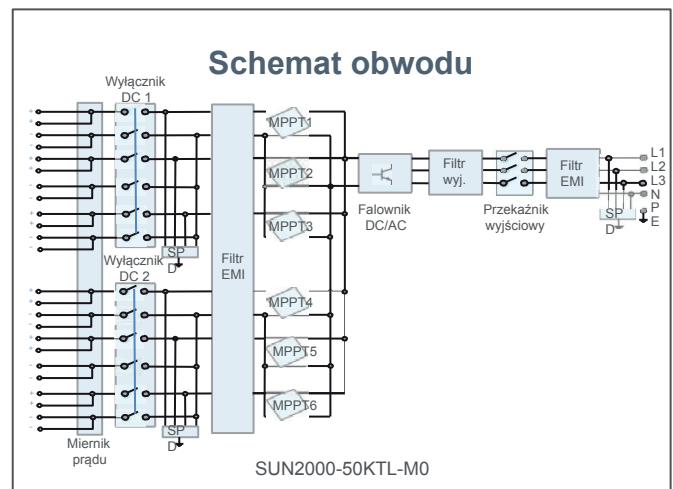 Schemat obwodu
Wyłącznik
DC 1
MPPT1
MPPT2
MPPT3
SP
D
Wyłącznik
DC 2
Filtr
EMI
MPPT4
MPPT5
MPPT6
SP
D
Miernik
prądu
Falownik
DC/AC
Filtr
wyj.
Przekaźnik
wyjściowy
Filtr
EMI
L1
L2
L3
N
P
E
SP
D
SUN2000-50KTL-M0